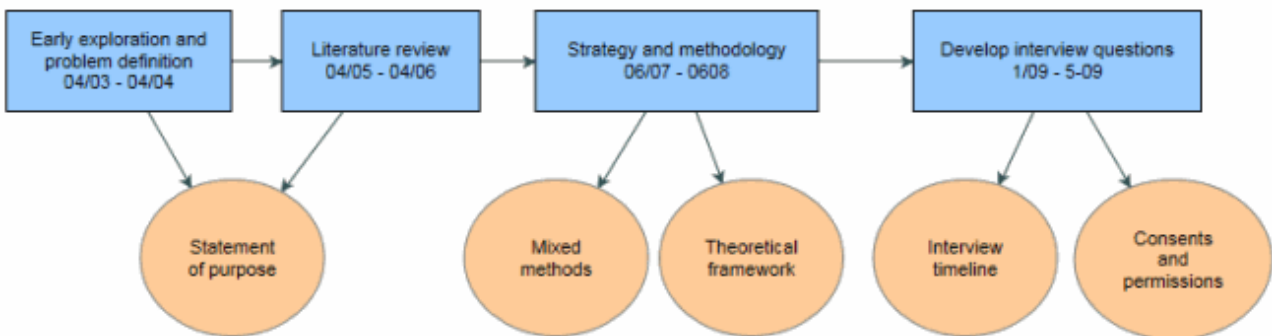 Early exploration and
problem definition
04/03 - 04/04
Literature review
04/05 - 04/06
Strategy and methodology
06/07 - 0608
Develop interview questions
1/09 - 5-09
Statement
of purpose
Mixed
methods
Theoretical
framework
Interview
timeline
Consents
and
permissions